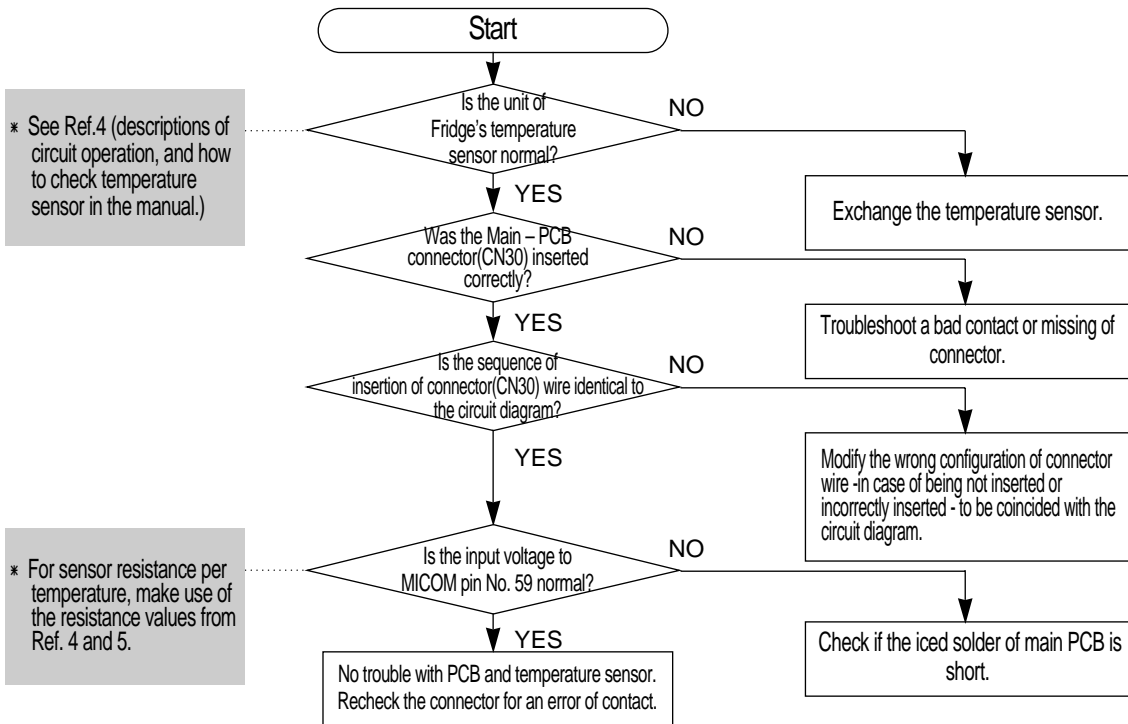 Start
Is the unit of
Fridge's temperature
sensor normal?
NO
* See Ref.4 (descriptions of
circuit operation, and how
to check temperature
sensor in the manual.)
YES
Exchange the temperature sensor.
Was the Main – PCB
connector(CN30) inserted
correctly?
NO
YES
Troubleshoot a bad contact or missing of
connector.
Is the sequence of
insertion of connector(CN30) wire identical to
the circuit diagram?
NO
YES
Modify the wrong configuration of connector
wire -in case of being not inserted or
incorrectly inserted - to be coincided with the
circuit diagram.
Is the input voltage to
MICOM pin No. 59 normal?
NO
* For sensor resistance per
temperature, make use of
the resistance values from
Ref. 4 and 5.
YES
Check if the iced solder of main PCB is
short.
No trouble with PCB and temperature sensor.
Recheck the connector for an error of contact.